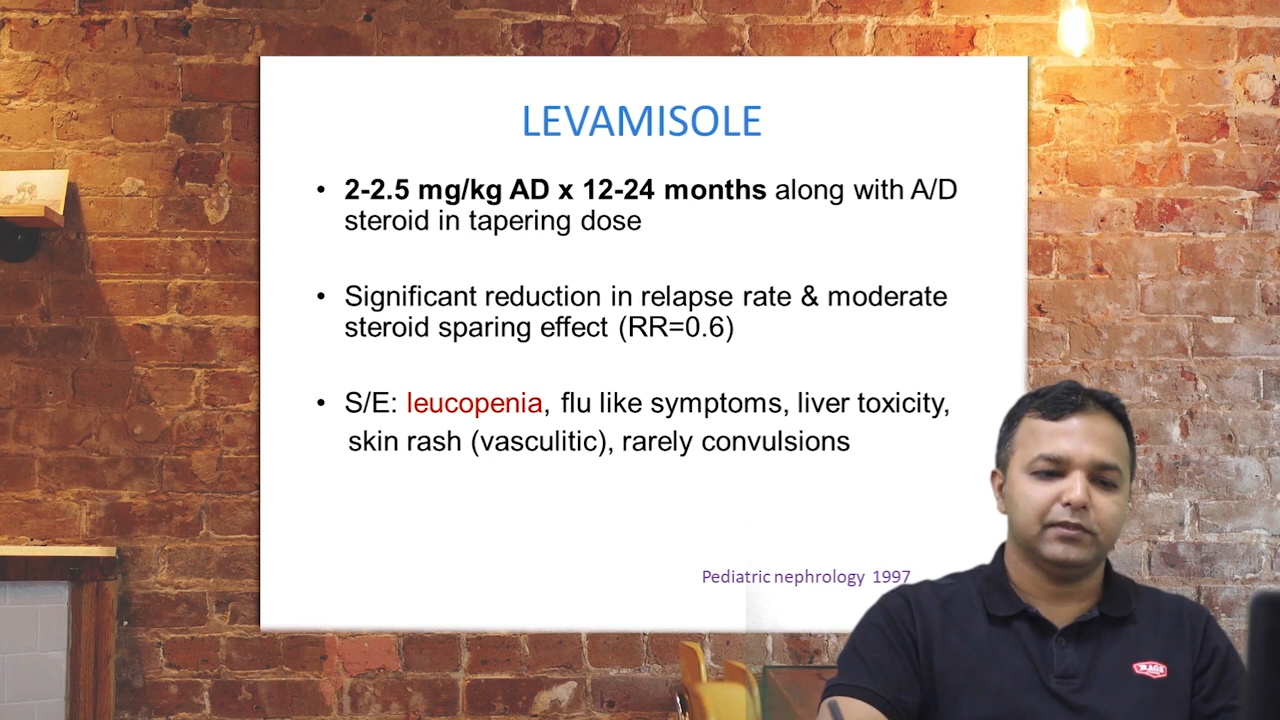 LEVAMISOLE
• 2-2.5 mg/kg AD x 12-24 months along with A/D
steroid in tapering dose
• Significant reduction in relapse rate & moderate
steroid sparing effect (RR=0.6)
• S/E: leucopenia, flu like symptoms, liver toxicity,
skin rash (vasculitic), rarely convulsions
Pediatric nephrology 1997